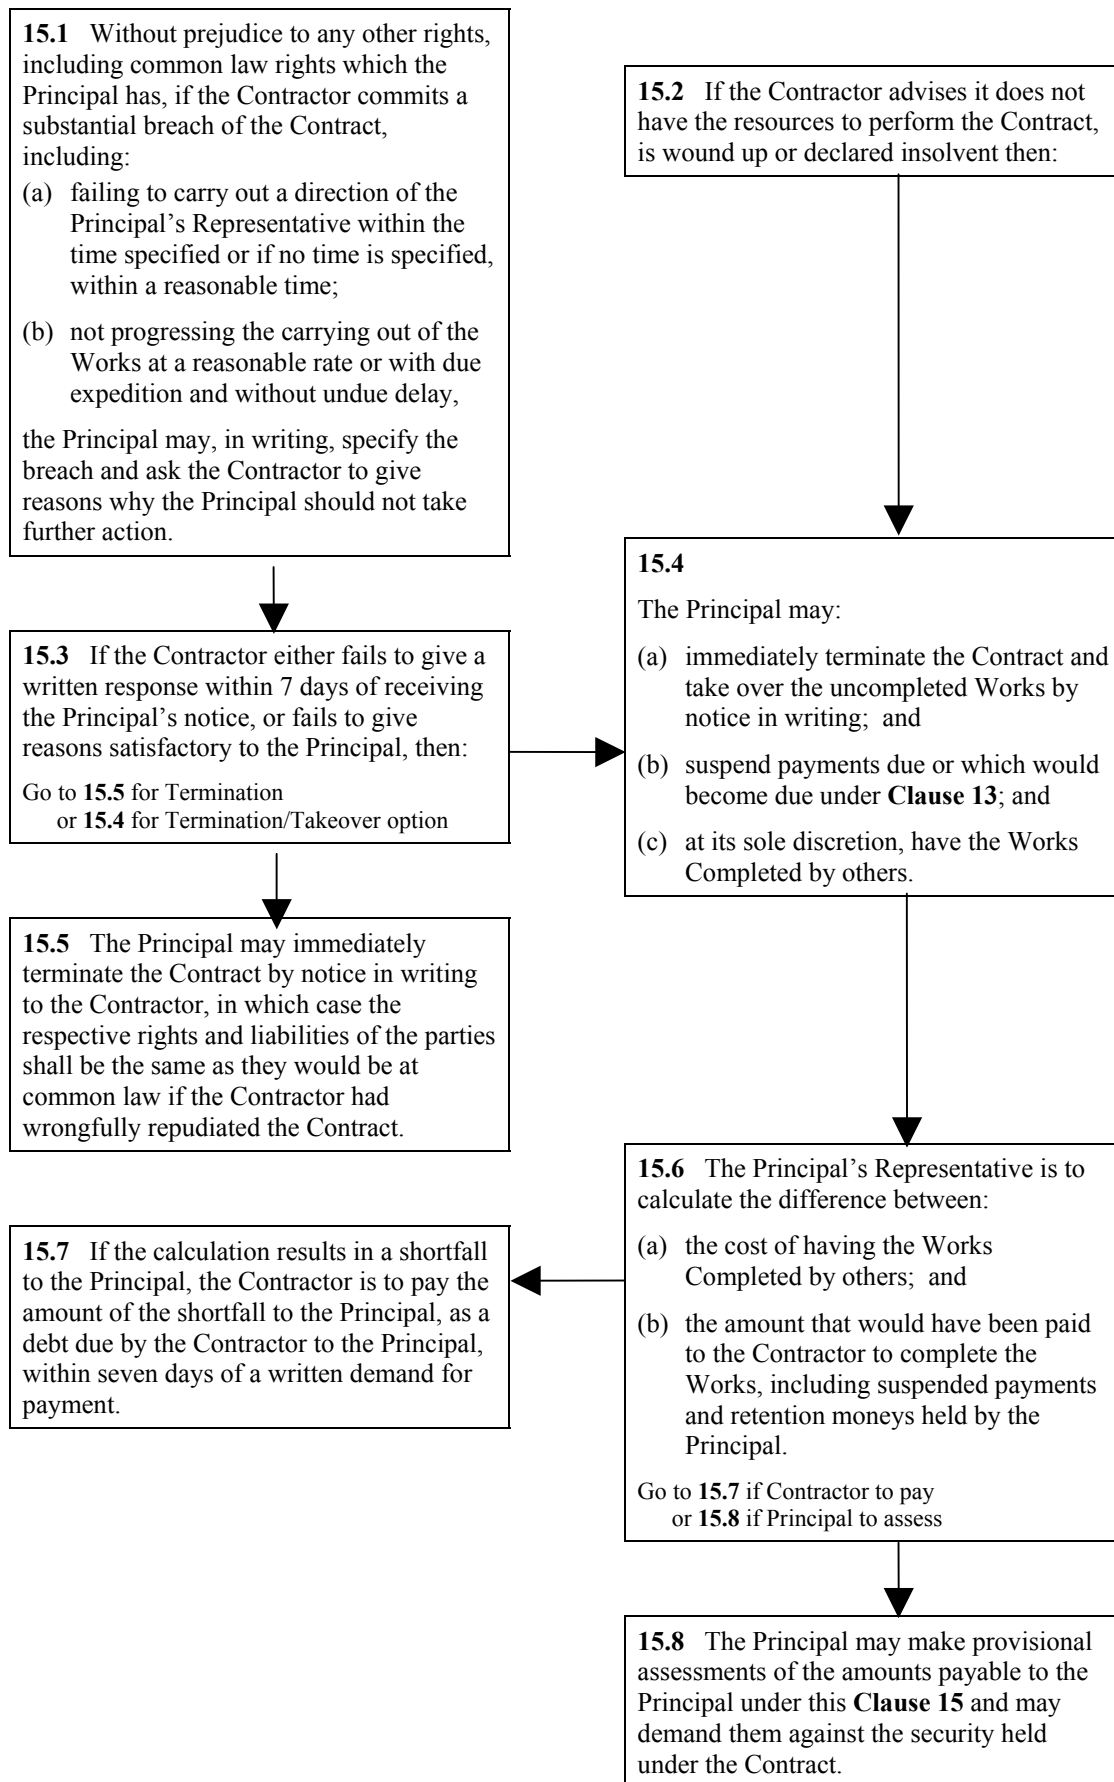 15.1 Without prejudice to any other rights,
including common law rights which the
Principal has, if the Contractor commits a
substantial breach of the Contract,
including:
(a) failing to carry out a direction of the
Principal’s Representative within the
time specified or if no time is specified,
within a reasonable time;
(b) not progressing the carrying out of the
Works at a reasonable rate or with due
expedition and without undue delay,
the Principal may, in writing, specify the
breach and ask the Contractor to give
reasons why the Principal should not take
further action.
15.2 If the Contractor advises it does not
have the resources to perform the Contract,
is wound up or declared insolvent then:
15.3 If the Contractor either fails to give a
written response within 7 days of receiving
the Principal’s notice, or fails to give
reasons satisfactory to the Principal, then:
Go to 15.5 for Termination
or 15.4 for Termination/Takeover option
15.4
The Principal may:
(a) immediately terminate the Contract and
take over the uncompleted Works by
notice in writing; and
(b) suspend payments due or which would
become due under Clause 13; and
(c) at its sole discretion, have the Works
Completed by others.
15.5 The Principal may immediately
terminate the Contract by notice in writing
to the Contractor, in which case the
respective rights and liabilities of the parties
shall be the same as they would be at
common law if the Contractor had
wrongfully repudiated the Contract.
15.6 The Principal’s Representative is to
calculate the difference between:
(a) the cost of having the Works
Completed by others; and
(b) the amount that would have been paid
to the Contractor to complete the
Works, including suspended payments
and retention moneys held by the
Principal.
Go to 15.7 if Contractor to pay
or 15.8 if Principal to assess
15.7 If the calculation results in a shortfall
to the Principal, the Contractor is to pay the
amount of the shortfall to the Principal, as a
debt due by the Contractor to the Principal,
within seven days of a written demand for
payment.
15.8 The Principal may make provisional
assessments of the amounts payable to the
Principal under this Clause 15 and may
demand them against the security held
under the Contract.